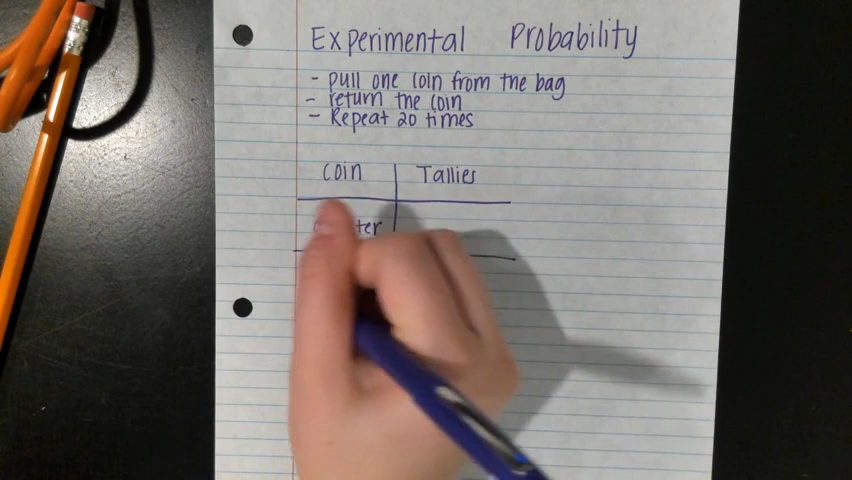 Experimental Probability
- pull one coin from the bag
- return the coin
- Repeat 20 times
coin Tallies